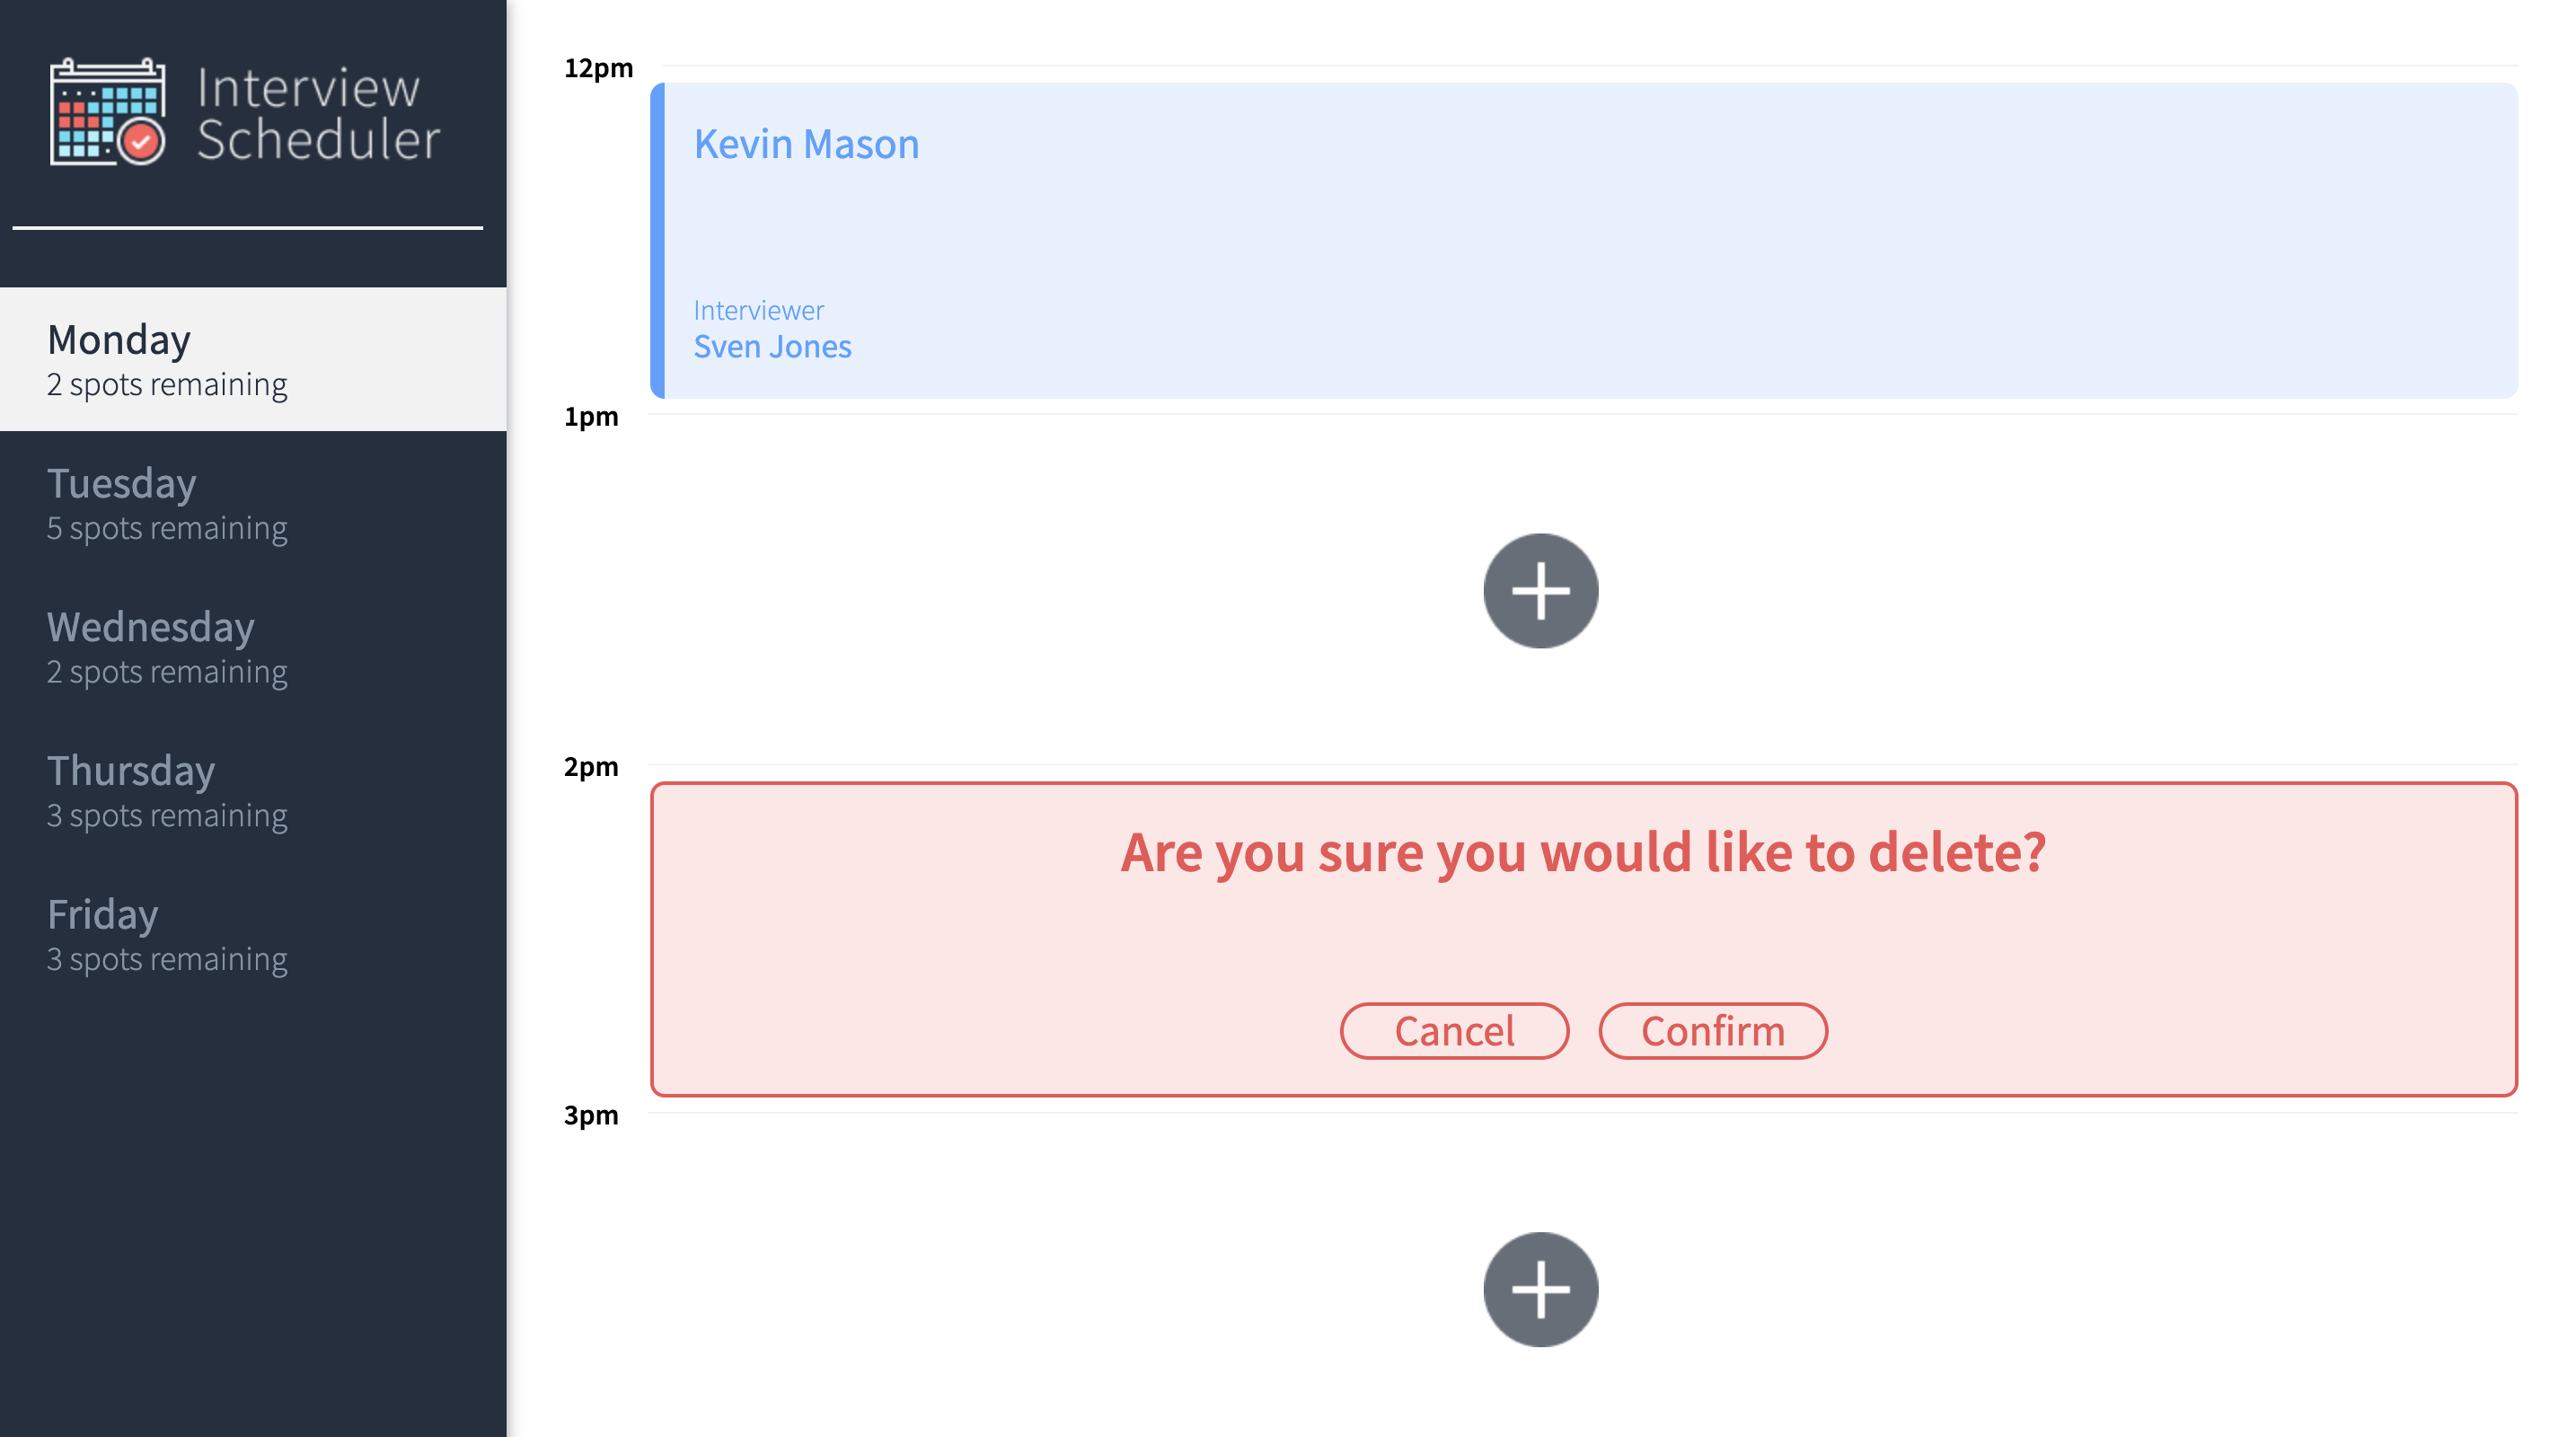 Interview
Scheduler
Monday
2 spots remaining
Tuesday
5 spots remaining
Wednesday
2 spots remaining
Thursday
3 spots remaining
Friday
3 spots remaining
12pm
Kevin Mason
Interviewer
Sven Jones
1pm
2pm
Are you sure you would like to delete?
Cancel Confirm
3pm